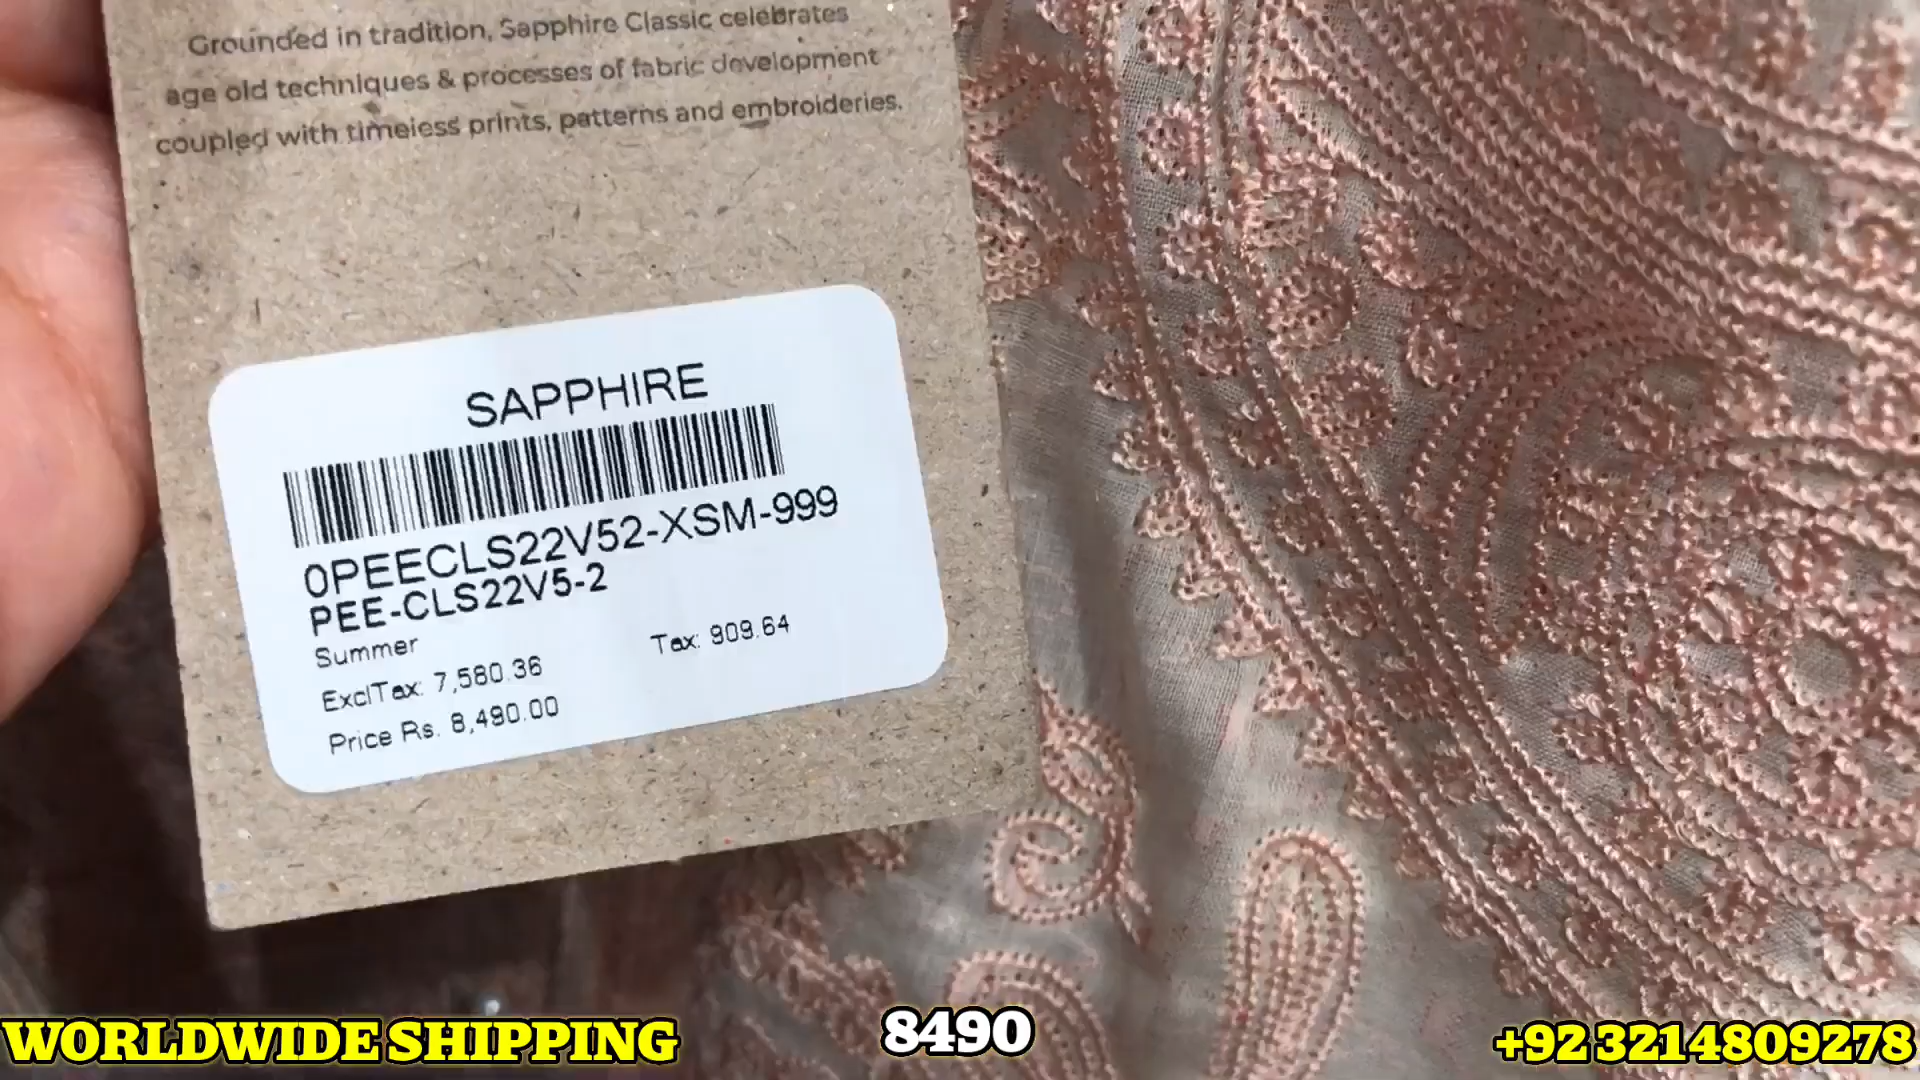 Grounded in tradition, Sapphire Classic celebrates
age old techniques & processes of fabric development
coupled with timeless prints, patterns and embroideries.
SAPPHIRE
0PEECLS22V52-XSM-999
PEE-CLS22V5-2
Summer
ExclTax: 7,580.36 Tax: 909.64
Price Rs. 8,490.00
WORLDWIDE SHIPPING 8490 +92 3214809278